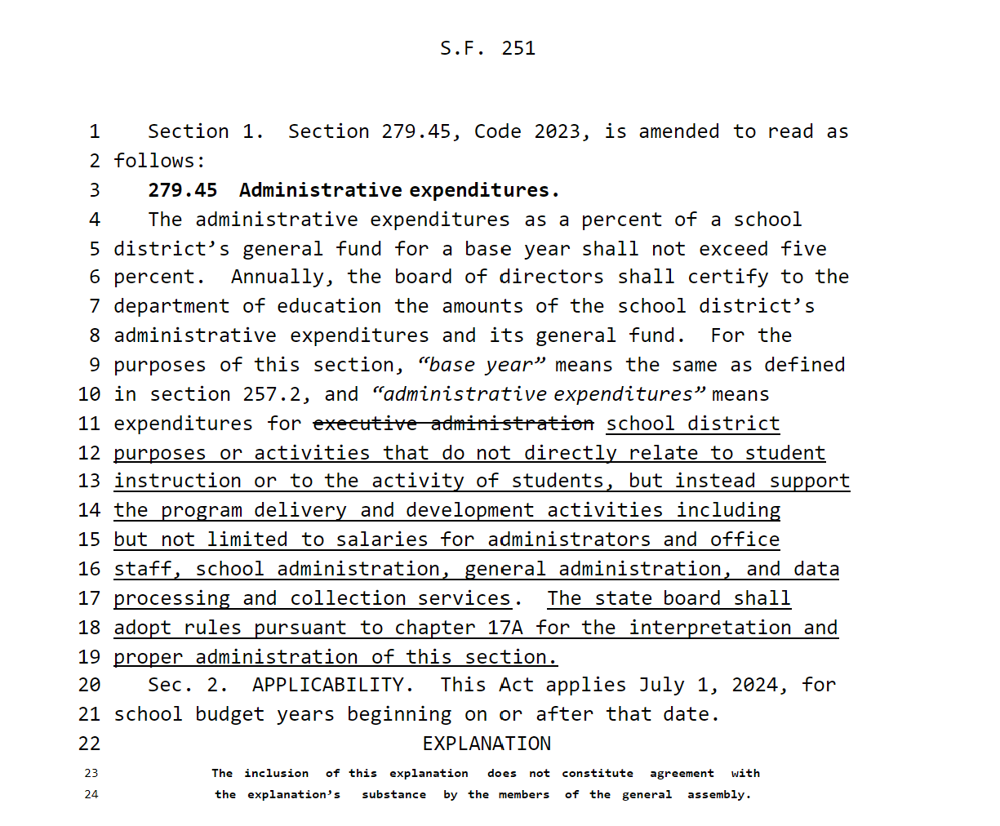 S.F. 251
1 Section 1. Section 279.45, Code 2023, is amended to read as
2 follows:
3 279.45 Administrative expenditures.
4 The administrative expenditures as a percent of a school
5 district’s general fund for a base year shall not exceed five
6 percent. Annually, the board of directors shall certify to the
7 department of education the amounts of the school district’s
8 administrative expenditures and its general fund. For the
9 purposes of this section, “base year” means the same as defined
10 in section 257.2, and “administrative expenditures” means
11 expenditures for executive administration school district
12 purposes or activities that do not directly relate to student
13 instruction or to the activity of students, but instead support
14 the program delivery and development activities including
15 but not limited to salaries for administrators and office
16 staff, school administration, general administration, and data
17 processing and collection services. The state board shall
18 adopt rules pursuant to chapter 17A for the interpretation and
19 proper administration of this section.
20 Sec. 2. APPLICABILITY. This Act applies July 1, 2024, for
21 school budget years beginning on or after that date.
22 EXPLANATION
23 The inclusion of this explanation does not constitute agreement with
24 the explanation’s substance by the members of the general assembly.